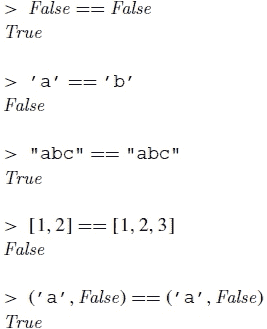 > False == False
True
> 'a' == 'b'
False
> "abc" == "abc"
True
> [1, 2] == [1, 2, 3]
False
> ('a', False) == ('a', False)
True